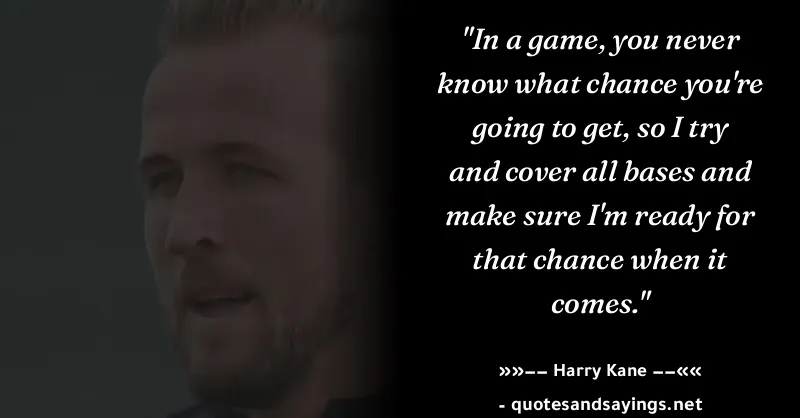 "In a game, you never
know what chance you're
going to get, so I try
and cover all bases and
make sure I'm ready for
that chance when it
comes."
»»–– Harry Kane ––««
- quotesandsayings.net